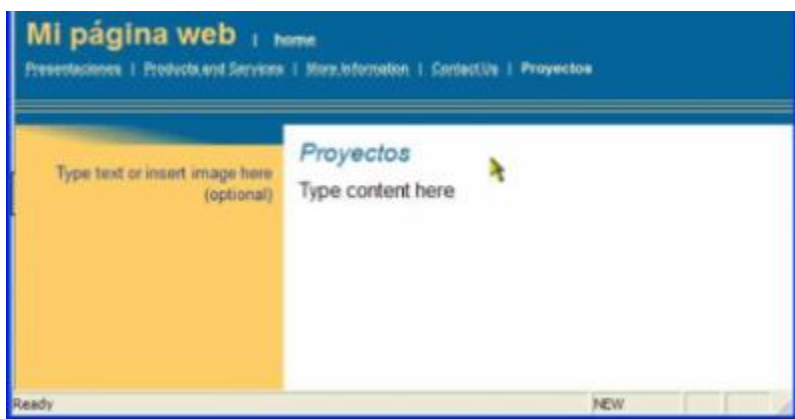 Mi página web | home
Presentaciones | Products and Services | More Information | Contact Us | Proyectos
Type text or insert image here
(optional)
Proyectos
Type content here
Ready NEW